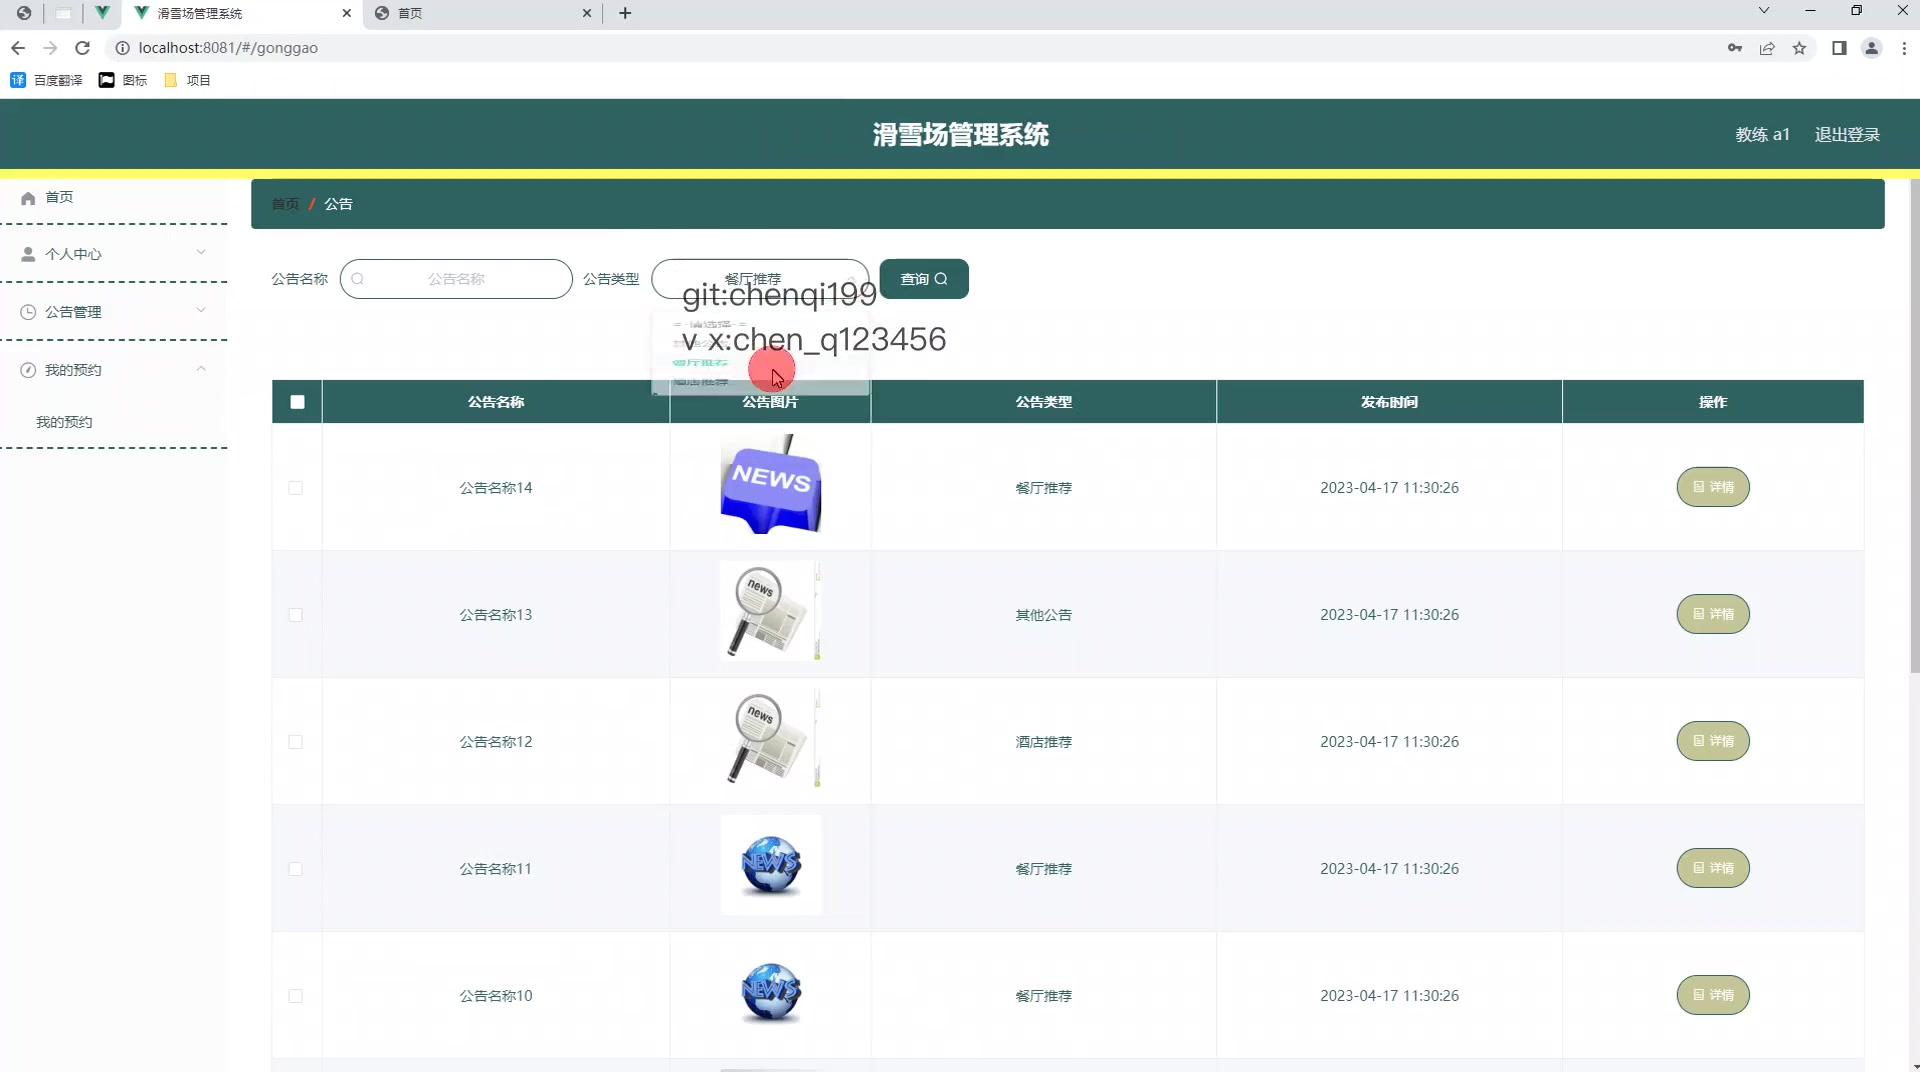 滑雪场管理系统
首页
localhost:8081/#/gonggao
百度翻译
图标
项目
滑雪场管理系统
教练 a1
退出登录
首页
个人中心
公告管理
我的预约
我的预约
首页 / 公告
公告名称
公告名称
公告类型
餐厅推荐
查询
git:chenqi199
v x:chen_q123456
餐厅推荐
公告名称 公告图片 公告类型 发布时间 操作
公告名称14 NEWS 餐厅推荐 2023-04-17 11:30:26 详情
公告名称13 news 其他公告 2023-04-17 11:30:26 详情
公告名称12 news 酒店推荐 2023-04-17 11:30:26 详情
公告名称11 NEWS 餐厅推荐 2023-04-17 11:30:26 详情
公告名称10 NEWS 餐厅推荐 2023-04-17 11:30:26 详情